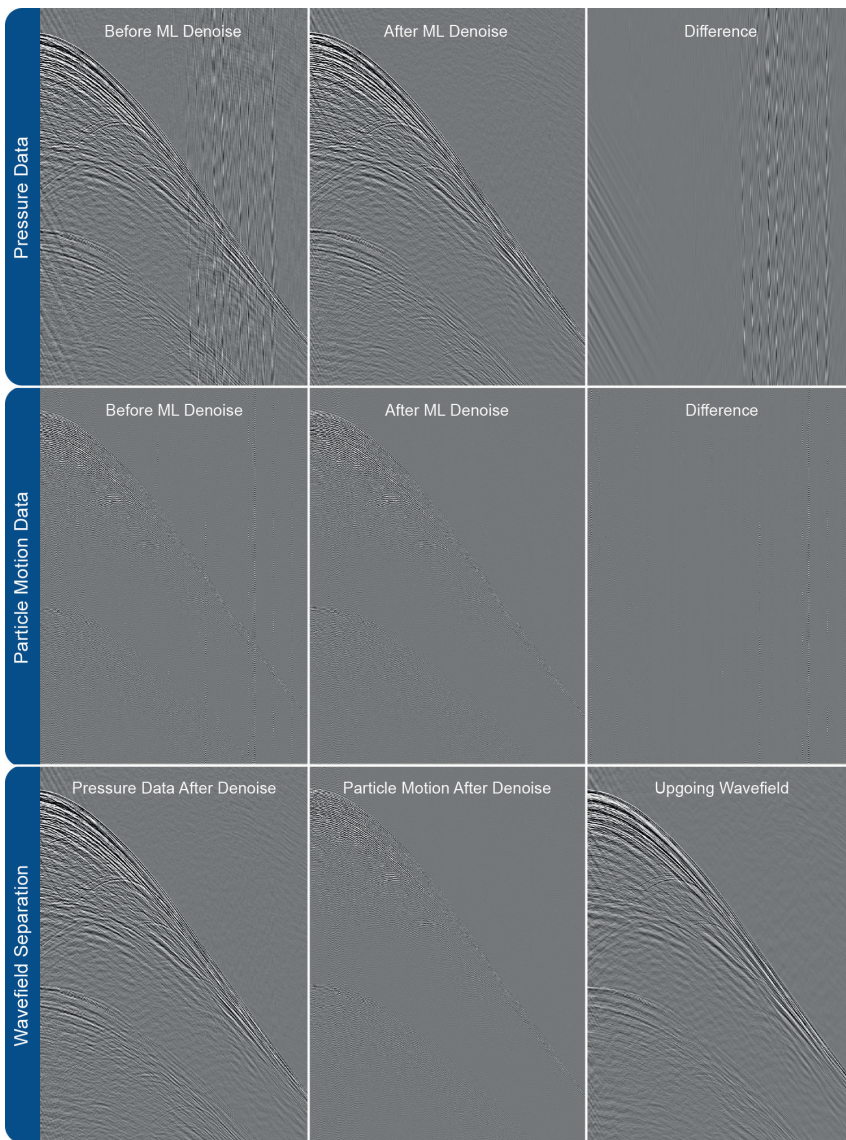 Pressure Data
Before ML Denoise
After ML Denoise
Difference
Particle Motion Data
Before ML Denoise
After ML Denoise
Difference
Wavefield Separation
Pressure Data After Denoise
Particle Motion After Denoise
Upgoing Wavefield